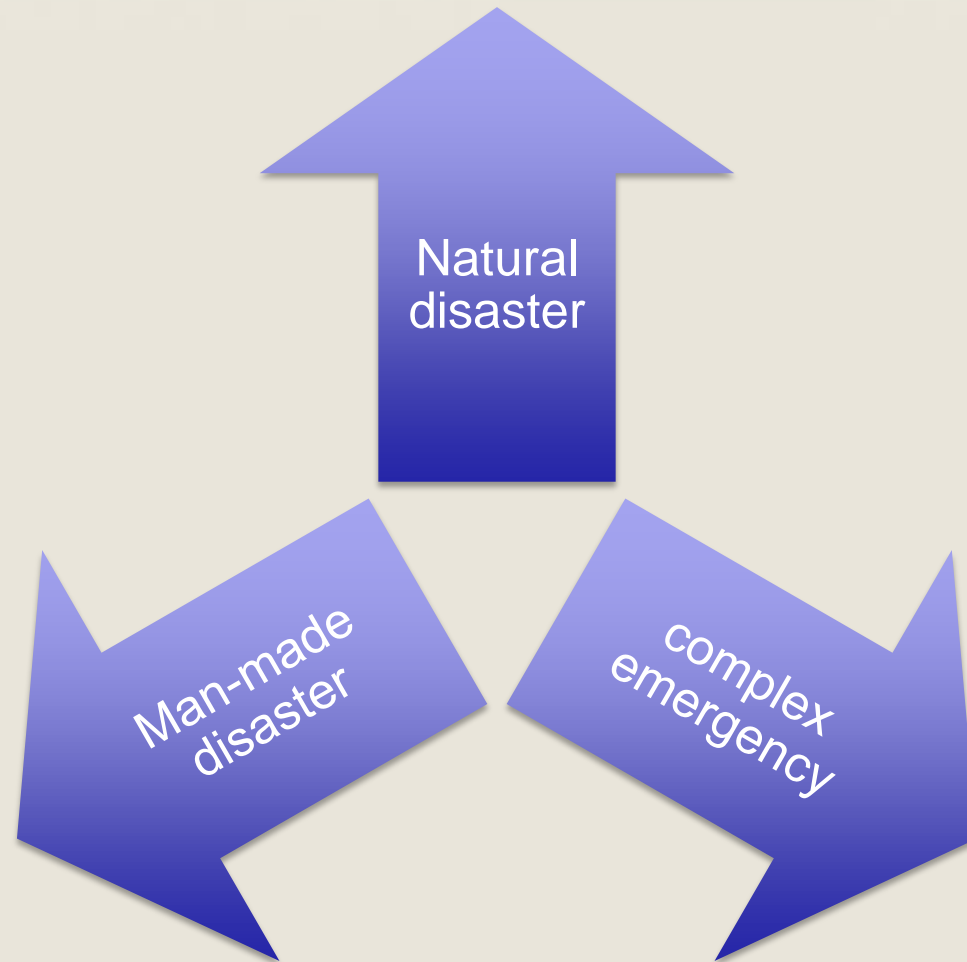 Natural
disaster
Man-made
disaster
complex
emergency